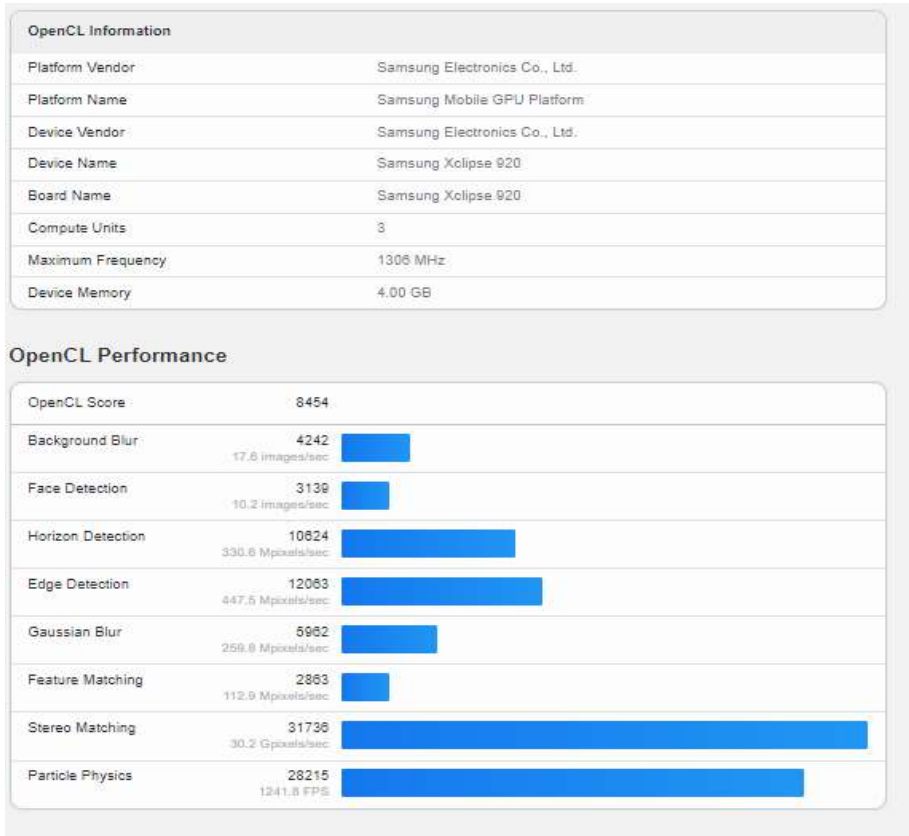 OpenCL Information
Platform Vendor Samsung Electronics Co., Ltd.
Platform Name Samsung Mobile GPU Platform
Device Vendor Samsung Electronics Co., Ltd.
Device Name Samsung Xclipse 920
Board Name Samsung Xclipse 920
Compute Units 3
Maximum Frequency 1306 MHz
Device Memory 4.00 GB
OpenCL Performance
OpenCL Score 8454
Background Blur 4242
17.6 images/sec
Face Detection 3139
10.2 images/sec
Horizon Detection 10624
330.6 Mpixels/sec
Edge Detection 12063
447.5 Mpixels/sec
Gaussian Blur 5962
259.8 Mpixels/sec
Feature Matching 2863
112.9 Mpixels/sec
Stereo Matching 31736
30.2 Gpixels/sec
Particle Physics 28215
1241.8 FPS